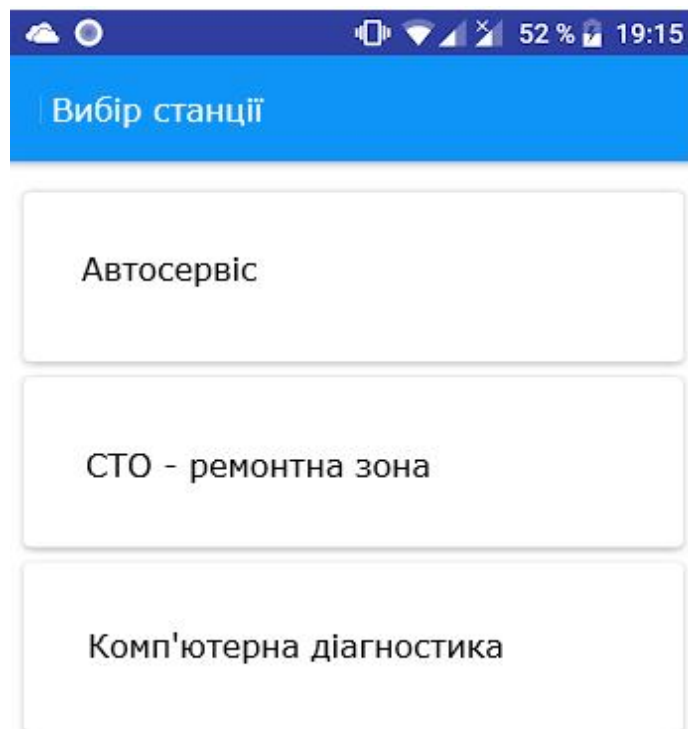 52 % 19:15
Вибір станції
Автосервіс
СТО - ремонтна зона
Комп'ютерна діагностика